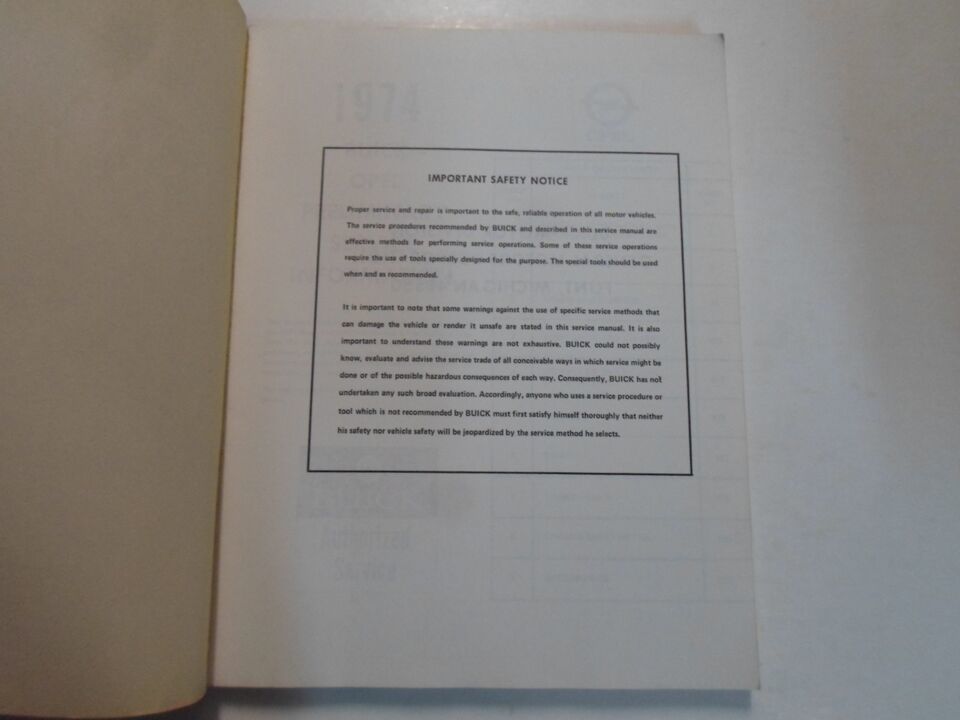 1974
IMPORTANT SAFETY NOTICE
Proper service and repair is important to the safe, reliable operation of all motor vehicles.
The service procedures recommended by BUICK and described in this service manual are
effective methods for performing service operations. Some of these service operations
require the use of tools specially designed for the purpose. The special tools should be used
when and as recommended.
It is important to note that some warnings against the use of specific service methods that
can damage the vehicle or render it unsafe are stated in this service manual. It is also
important to understand these warnings are not exhaustive. BUICK could not possibly
know, evaluate and advise the service trade of all conceivable ways in which service might be
done or of the possible hazardous consequences of each way. Consequently, BUICK has not
undertaken any such broad evaluation. Accordingly, anyone who uses a service procedure or
tool which is not recommended by BUICK must first satisfy himself thoroughly that neither
his safety nor vehicle safety will be jeopardized by the service method he selects.